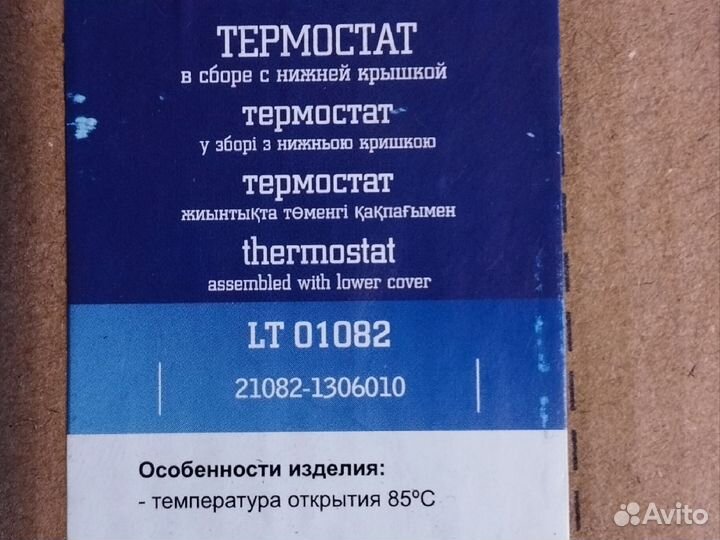 ТЕРМОСТАТ
в сборе с нижней крышкой
термостат
у зборі з нижньою кришкою
термостат
жиынтықта төменгі қақпағымен
thermostat
assembled with lower cover
LT 01082
21082-1306010
Особенности изделия:
- температура открытия 85ºC
Avito